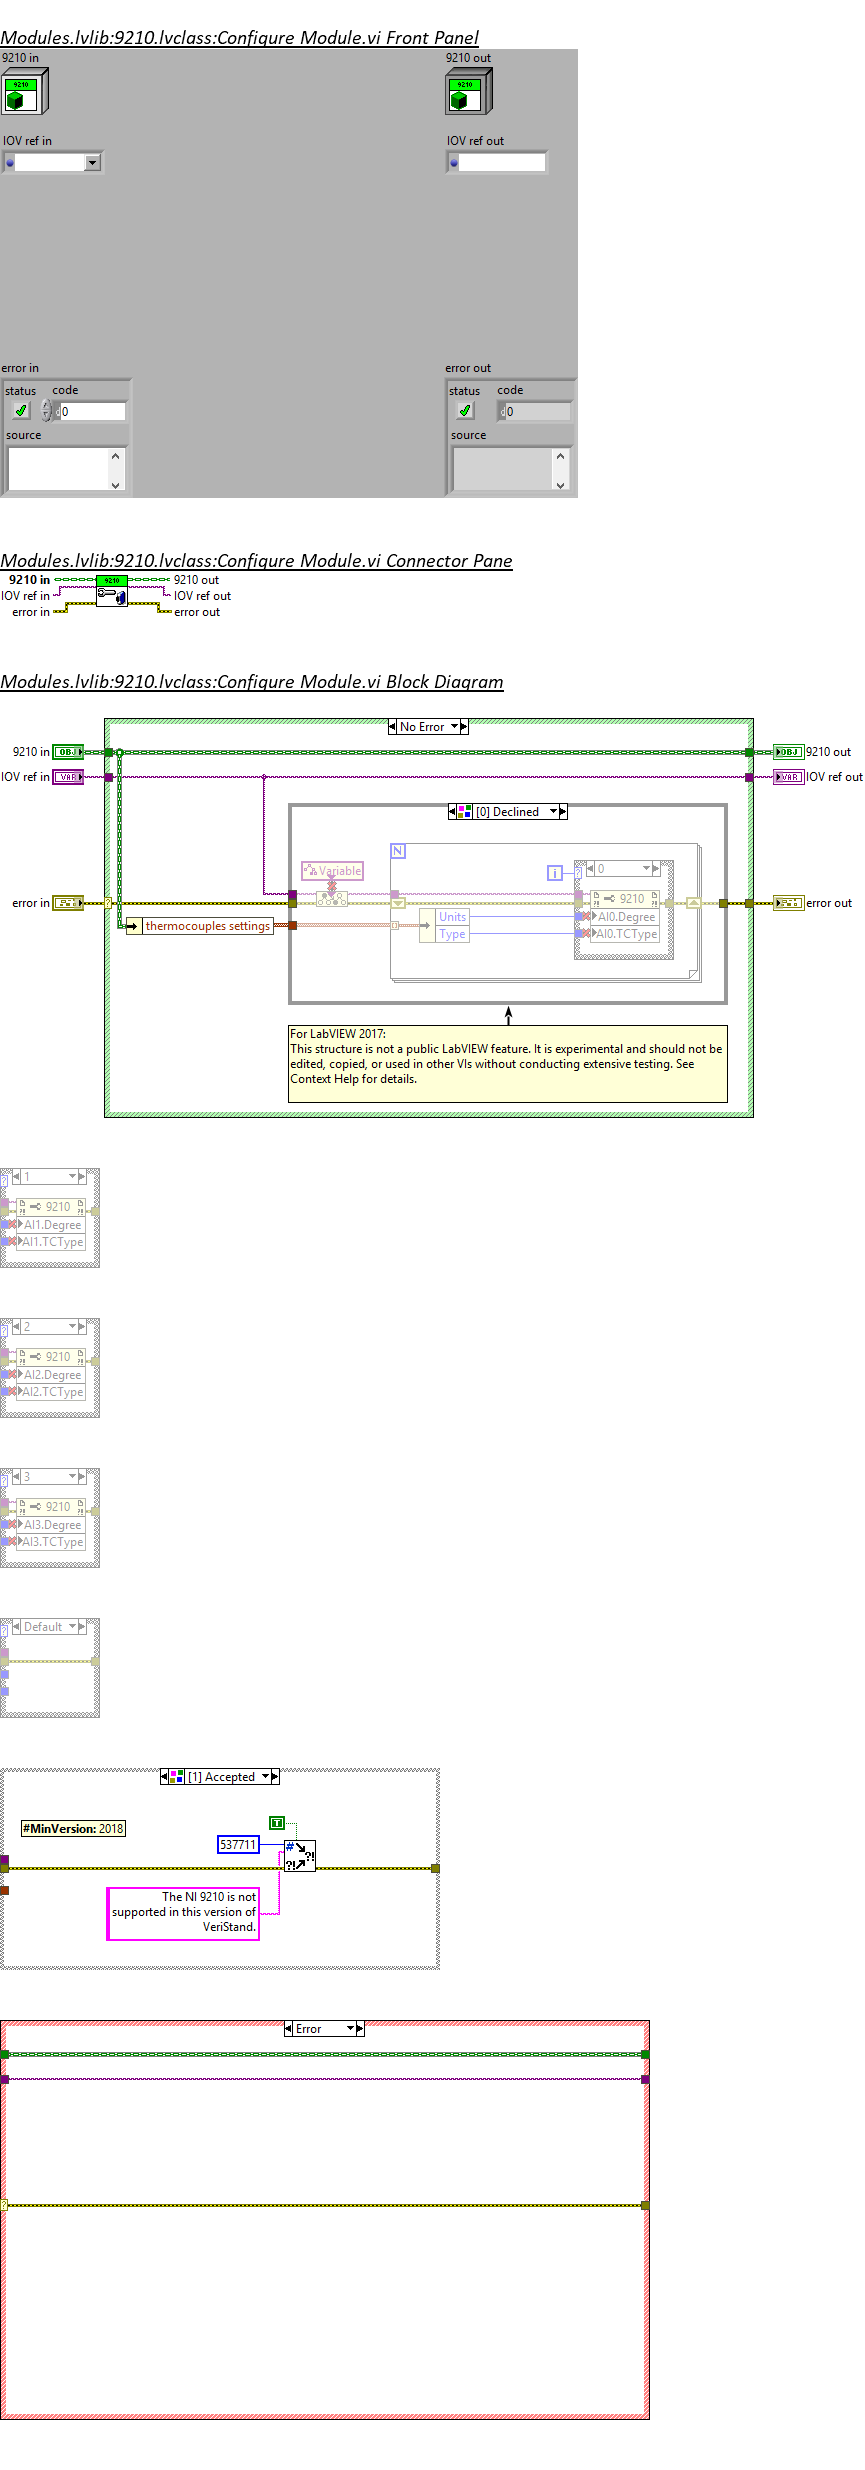 Modules.lvlib:9210.lvclass:Configure Module.vi Front Panel
9210 in
9210 out
9210
9210
IOV ref in
IOV ref out
error in
error out
status code
status code
d 0
d 0
source
source
Modules.lvlib:9210.lvclass:Configure Module.vi Connector Pane
9210 in
9210
9210 out
IOV ref in
IOV ref out
error in
error out
Modules.lvlib:9210.lvclass:Configure Module.vi Block Diagram
No Error
9210 in
OBJ
OBJ
9210 out
IOV ref in
VAR
VAR
IOV ref out
[0] Declined
N
Variable
i
?
0
9210
error in
?
error out
Units
AI0.Degree
thermocouples settings
Type
AI0.TCType
For LabVIEW 2017:
This structure is not a public LabVIEW feature. It is experimental and should not be
edited, copied, or used in other VIs without conducting extensive testing. See
Context Help for details.
1
?
9210
AI1.Degree
AI1.TCType
2
?
9210
AI2.Degree
AI2.TCType
3
?
9210
AI3.Degree
AI3.TCType
Default
?
[1] Accepted
#MinVersion: 2018
T
537711
#
?!
?!
The NI 9210 is not
supported in this version of
VeriStand.
Error
?